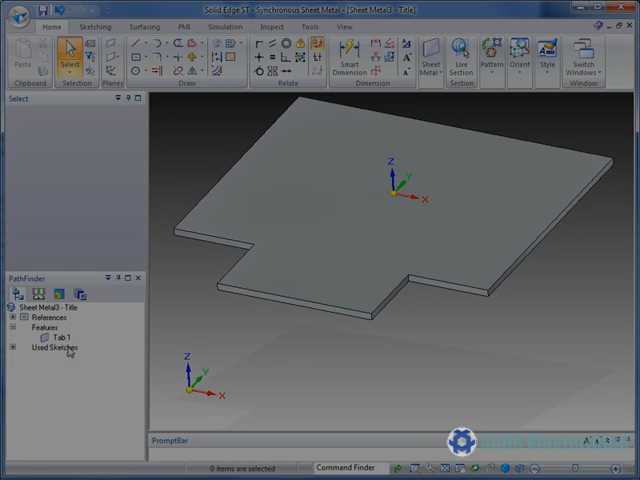 Solid Edge ST - Synchronous Sheet Metal - [Sheet Metal3 - Title]
Home Sketching Surfacing PMI Simulation Inspect Tools View
Paste
Select
Planes
Smart
Dimension
Sheet
Metal
Live
Section
Pattern
Orient
Style
Switch
Windows
Clipboard Selection Planes Draw Relate Dimension Section Window
Select
PathFinder
Sheet Metal3 - Title
References
Features
Tab 1
Used Sketches
Z
Y
X
Z
Y
X
PromptBar
0 items are selected
Command Finder